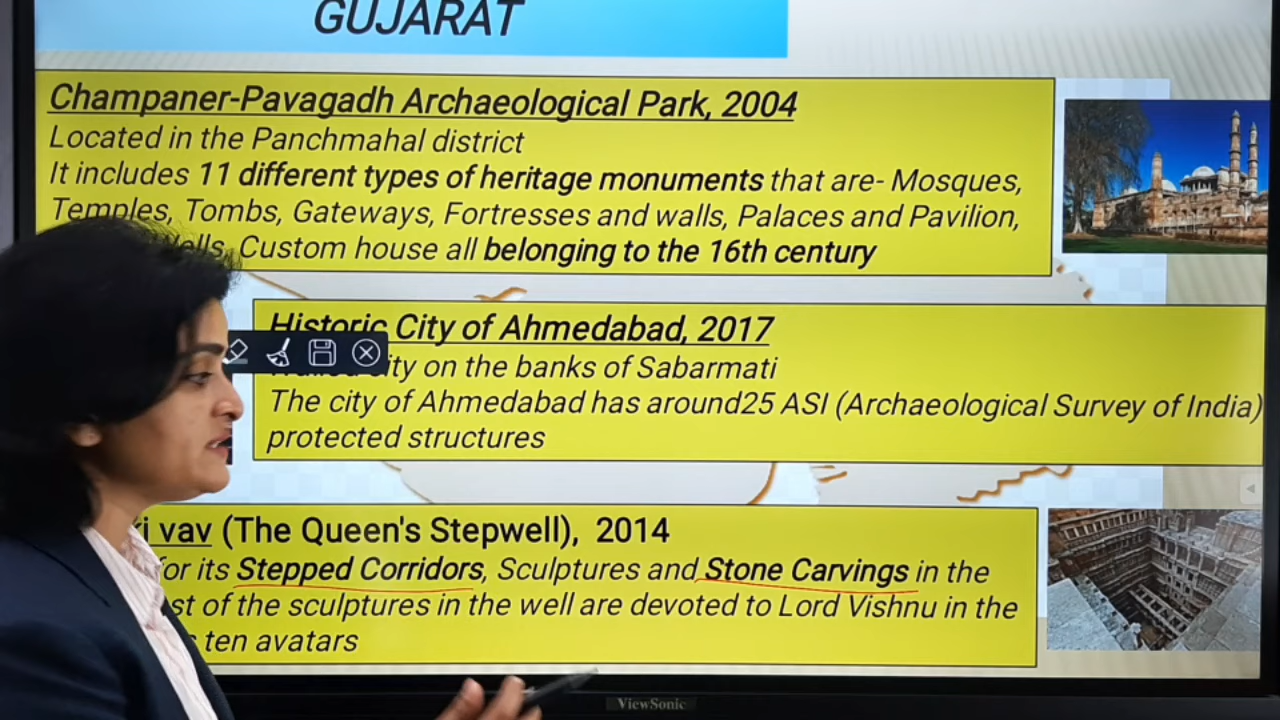 GUJARAT
Champaner-Pavagadh Archaeological Park, 2004
Located in the Panchmahal district
It includes 11 different types of heritage monuments that are- Mosques,
Temples, Tombs, Gateways, Fortresses and walls, Palaces and Pavilion,
Custom house all belonging to the 16th century
Historic City of Ahmedabad, 2017
on the banks of Sabarmati
The city of Ahmedabad has around25 ASI (Archaeological Survey of India)
protected structures
vav (The Queen's Stepwell), 2014
for its Stepped Corridors, Sculptures and Stone Carvings in the
of the sculptures in the well are devoted to Lord Vishnu in the
ten avatars
ViewSonic